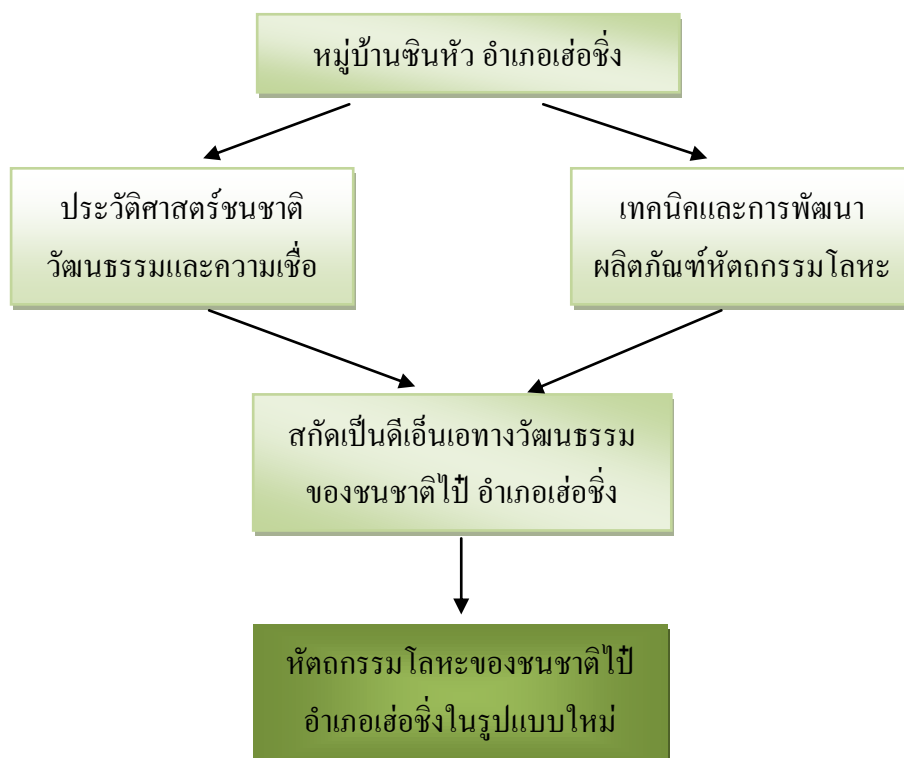 หมู่บ้านซินหัว อำเภอเฮ่อชิ่ง
ประวัติศาสตร์ชนชาติ
วัฒนธรรมและความเชื่อ
เทคนิคและการพัฒนา
ผลิตภัณฑ์หัตถกรรมโลหะ
สกัดเป็นดีเอ็นเอทางวัฒนธรรม
ของชนชาติไป๋ อำเภอเฮ่อชิ่ง
หัตถกรรมโลหะของชนชาติไป๋
อำเภอเฮ่อชิ่งในรูปแบบใหม่